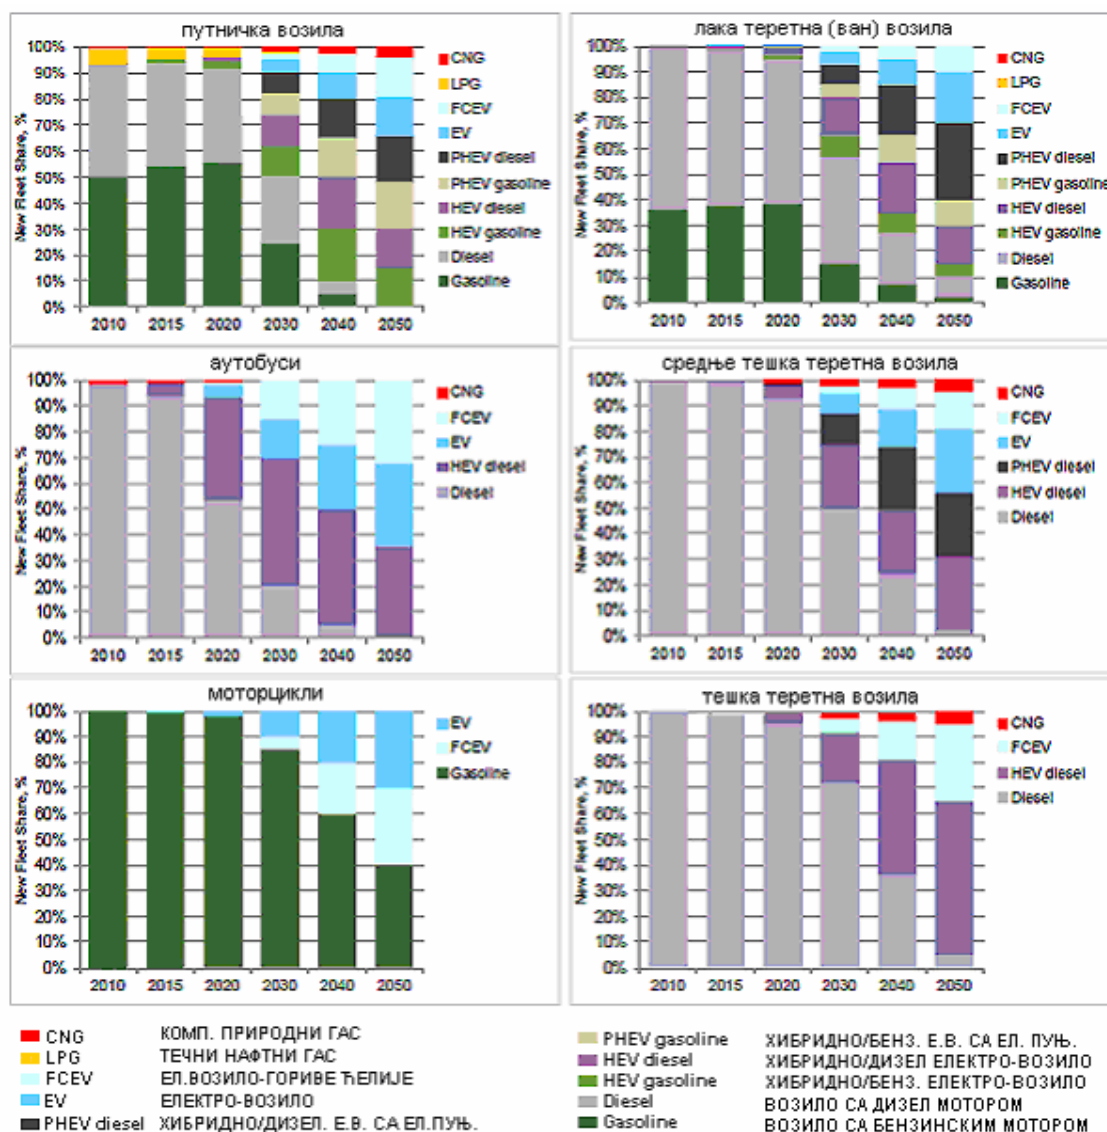 путничка возила
New Fleet Share, %
100%
90%
80%
70%
60%
50%
40%
30%
20%
10%
0%
2010 2015 2020 2030 2040 2050
CNG
LPG
FCEV
EV
PHEV diesel
PHEV gasoline
HEV diesel
HEV gasoline
Diesel
Gasoline
лака теретна (ван) возила
New Fleet Share, %
100%
90%
80%
70%
60%
50%
40%
30%
20%
10%
0%
2010 2015 2020 2030 2040 2050
CNG
LPG
FCEV
EV
PHEV diesel
PHEV gasoline
HEV diesel
HEV gasoline
Diesel
Gasoline
аутобуси
New Fleet Share, %
100%
90%
80%
70%
60%
50%
40%
30%
20%
10%
0%
2010 2015 2020 2030 2040 2050
CNG
FCEV
EV
HEV diesel
Diesel
средње тешка теретна возила
New Fleet Share, %
100%
90%
80%
70%
60%
50%
40%
30%
20%
10%
0%
2010 2015 2020 2030 2040 2050
CNG
FCEV
EV
PHEV diesel
HEV diesel
Diesel
моторцикли
New Fleet Share, %
100%
90%
80%
70%
60%
50%
40%
30%
20%
10%
0%
2010 2015 2020 2030 2040 2050
EV
FCEV
Gasoline
тешка теретна возила
New Fleet Share, %
100%
90%
80%
70%
60%
50%
40%
30%
20%
10%
0%
2010 2015 2020 2030 2040 2050
CNG
FCEV
HEV diesel
Diesel
CNG КОМП. ПРИРОДНИ ГАС
LPG ТЕЧНИ НАФТНИ ГАС
FCEV ЕЛ.ВОЗИЛО-ГОРИВЕ ЋЕЛИЈЕ
EV ЕЛЕКТРО-ВОЗИЛО
PHEV diesel ХИБРИДНО/ДИЗЕЛ. Е.В. СА ЕЛ.ПУЊ.
PHEV gasoline ХИБРИДНО/БЕНЗ. Е.В. СА ЕЛ. ПУЊ.
HEV diesel ХИБРИДНО/ДИЗЕЛ ЕЛЕКТРО-ВОЗИЛО
HEV gasoline ХИБРИДНО/БЕНЗ. ЕЛЕКТРО-ВОЗИЛО
Diesel ВОЗИЛО СА ДИЗЕЛ МОТОРОМ
Gasoline ВОЗИЛО СА БЕНЗИНСКИМ МОТОРОМ